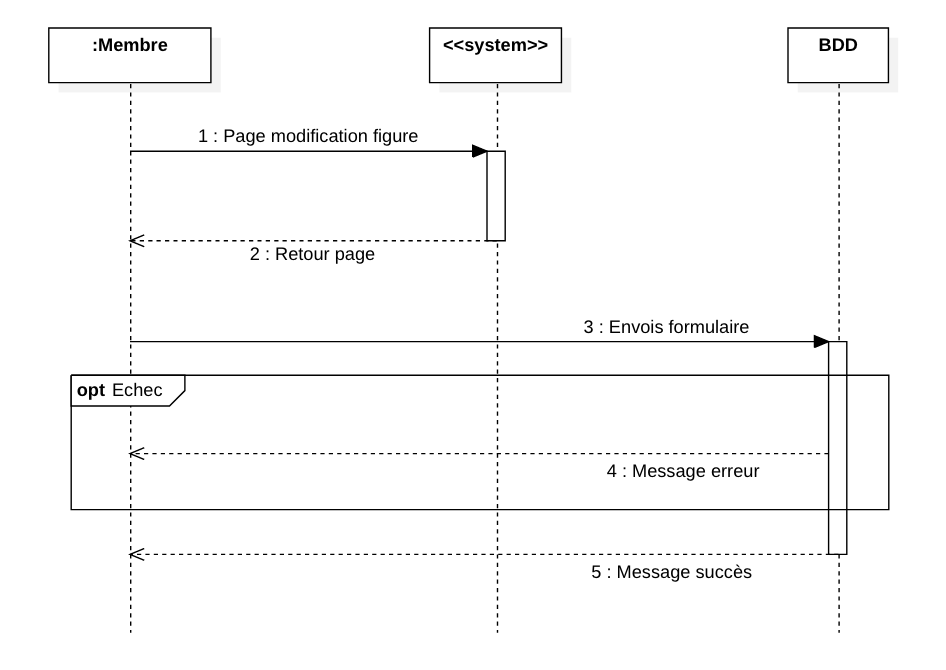 :Membre
<<system>>
BDD
1 : Page modification figure
2 : Retour page
3 : Envois formulaire
opt Echec
4 : Message erreur
5 : Message succès